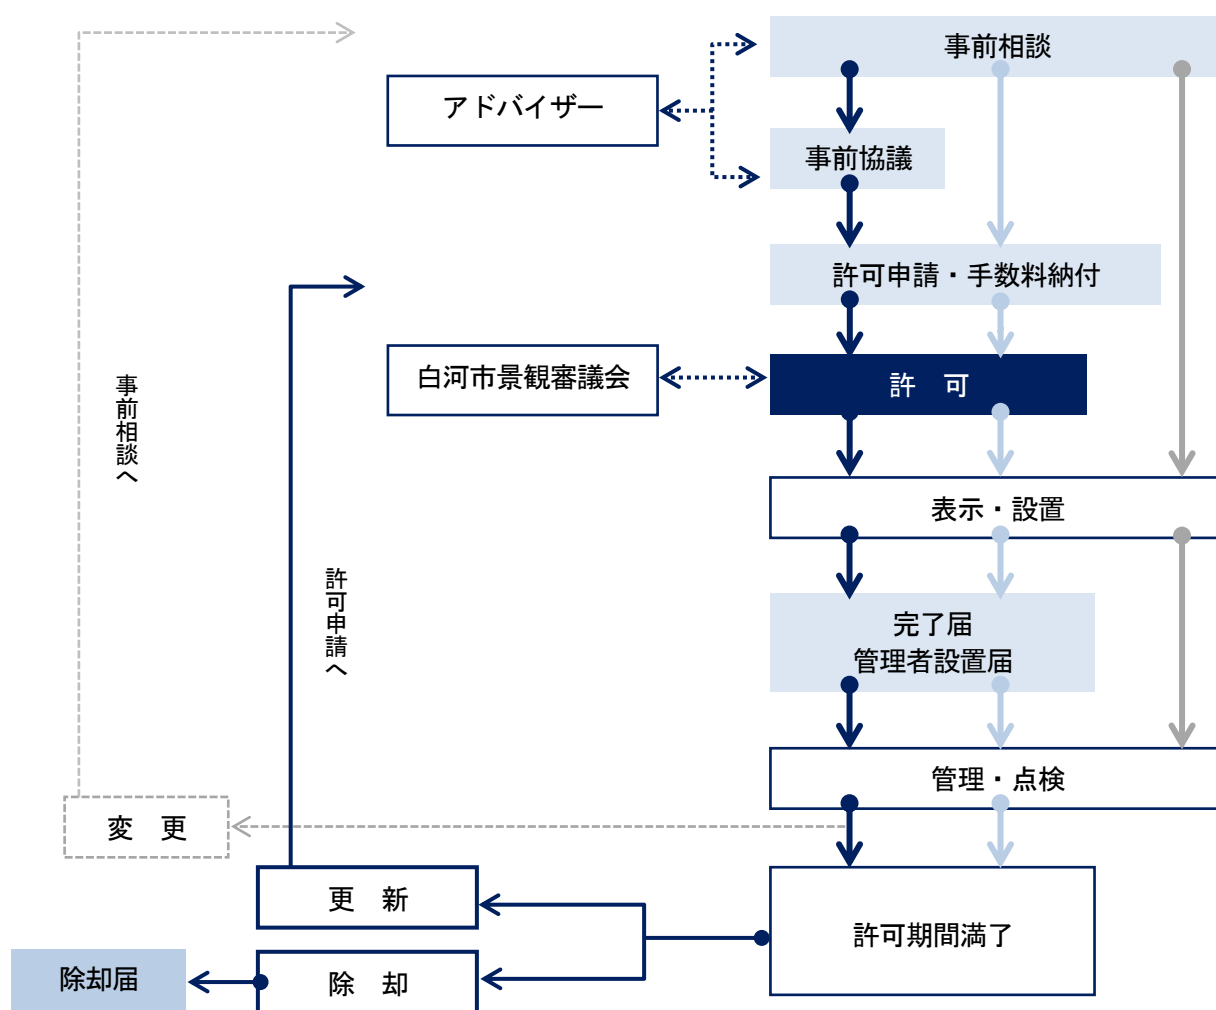 事前相談
アドバイザー
事前協議
許可申請・手数料納付
白河市景観審議会
許　可
事前相談へ
表示・設置
許可申請へ
完了届
管理者設置届
管理・点検
変　更
更　新
許可期間満了
除却届
除　却